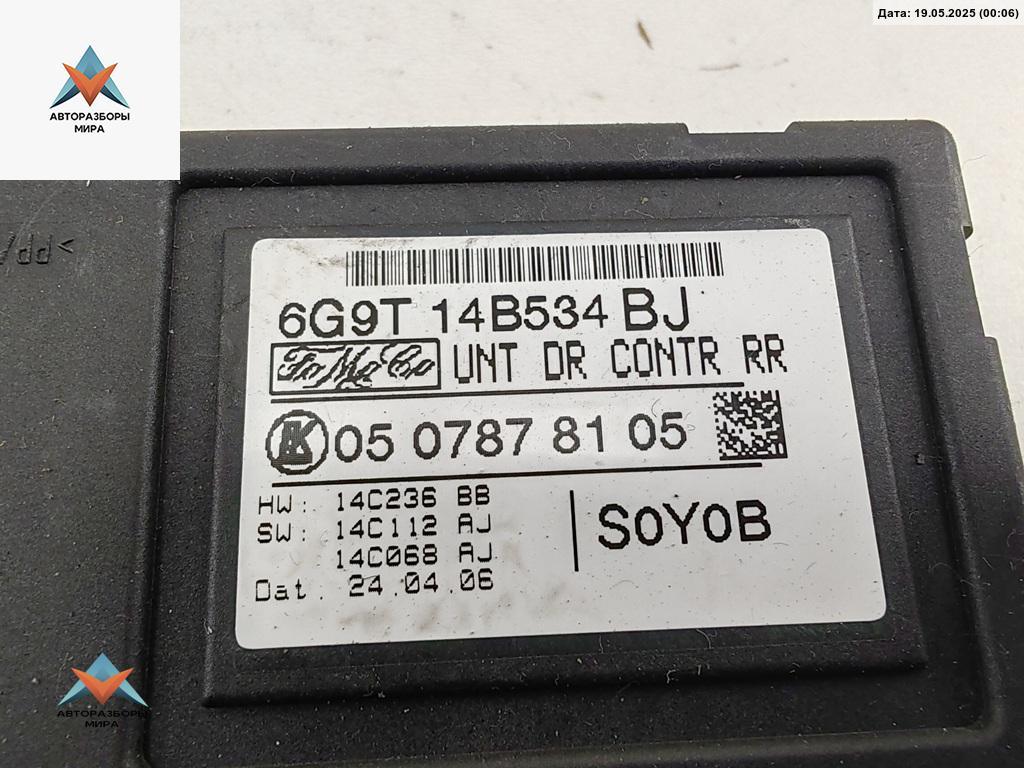 Дата: 19.05.2025 (00:06)
АВТОРАЗБОРЫ
МИРА
6G9T 14B534 BJ
FoMoCo UNT DR CONTR RR
K 05 0787 81 05
HW: 14C236 BB
SW: 14C112 AJ
14C068 AJ
Dat. 24.04.06
S0Y0B
АВТОРАЗБОРЫ
МИРА